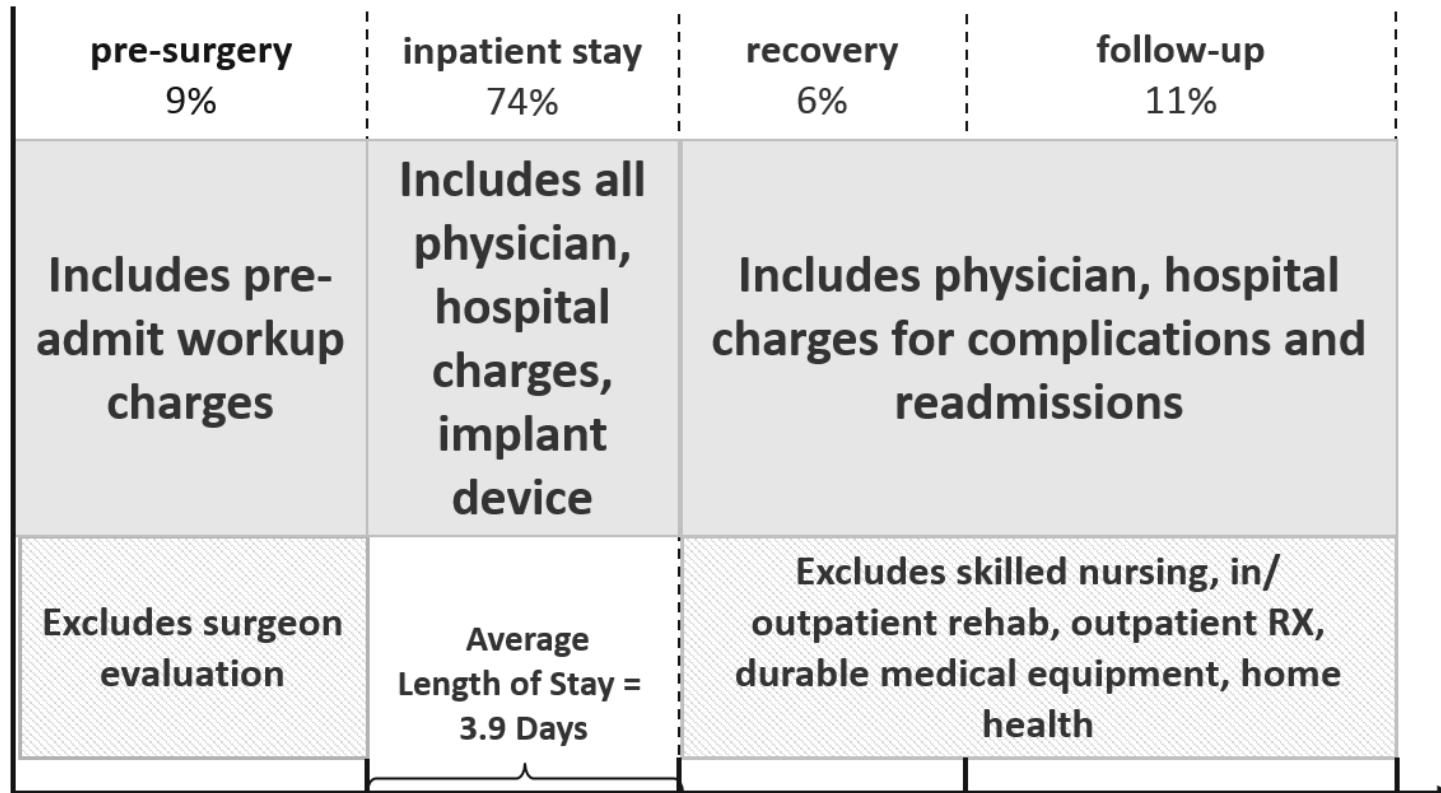 pre-surgery
9%
inpatient stay
74%
recovery
6%
follow-up
11%
Includes pre-
admit workup
charges
Includes all
physician,
hospital
charges,
implant
device
Includes physician, hospital
charges for complications and
readmissions
Excludes surgeon
evaluation
Average
Length of Stay =
3.9 Days
Excludes skilled nursing, in/
outpatient rehab, outpatient RX,
durable medical equipment, home
health